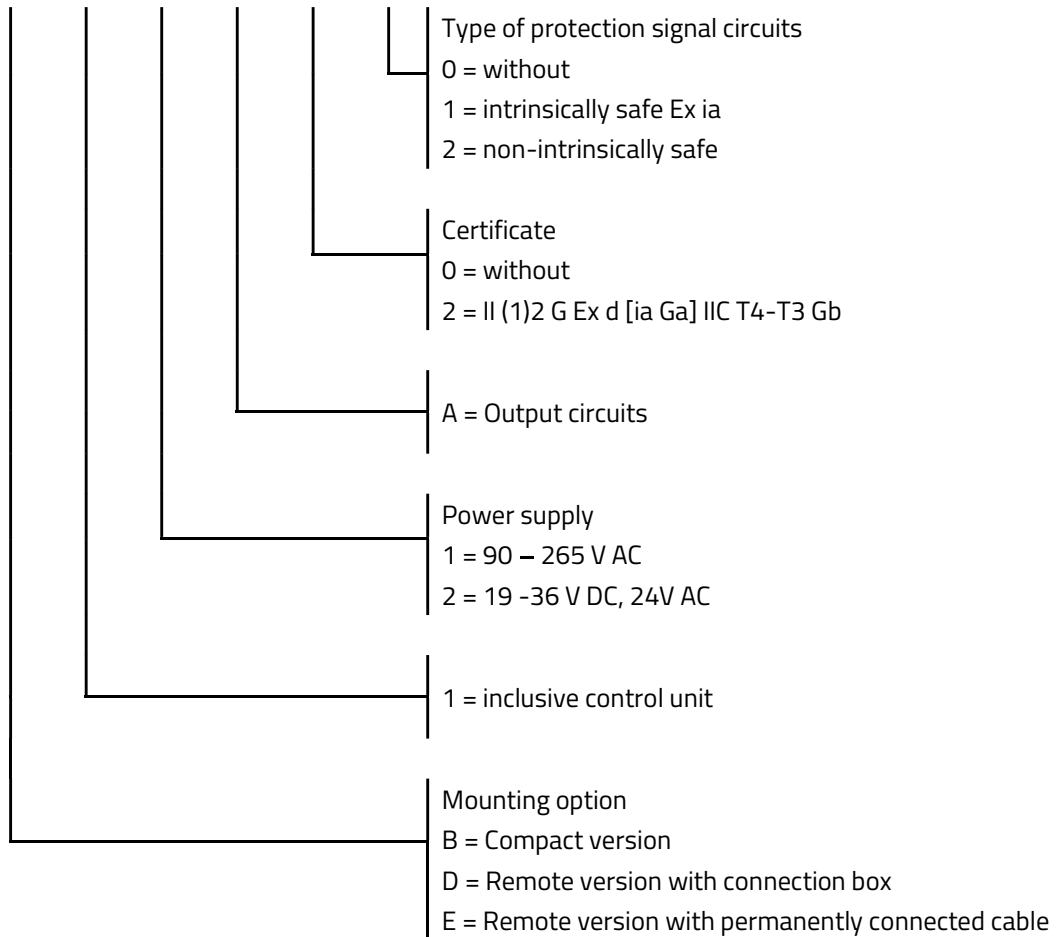 Type of protection signal circuits
0 = without
1 = intrinsically safe Ex ia
2 = non-intrinsically safe
Certificate
0 = without
2 = II (1)2 G Ex d [ia Ga] IIC T4-T3 Gb
A = Output circuits
Power supply
1 = 90 – 265 V AC
2 = 19 -36 V DC, 24V AC
1 = inclusive control unit
Mounting option
B = Compact version
D = Remote version with connection box
E = Remote version with permanently connected cable